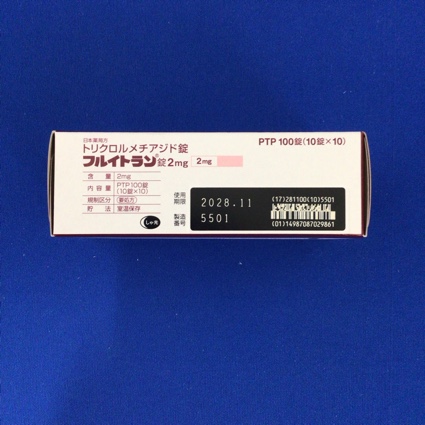 日本薬局方
トリクロルメチアジド錠
フルイトラン®錠2mg 2mg
PTP 100錠(10錠×10)
含量 2mg
内容量 PTP100錠
(10錠×10)
規制区分 要処方
貯法 室温保存
使用
期限 2028.11
製造
番号 5501
(17)281100(10)5501
(01)14987087029861